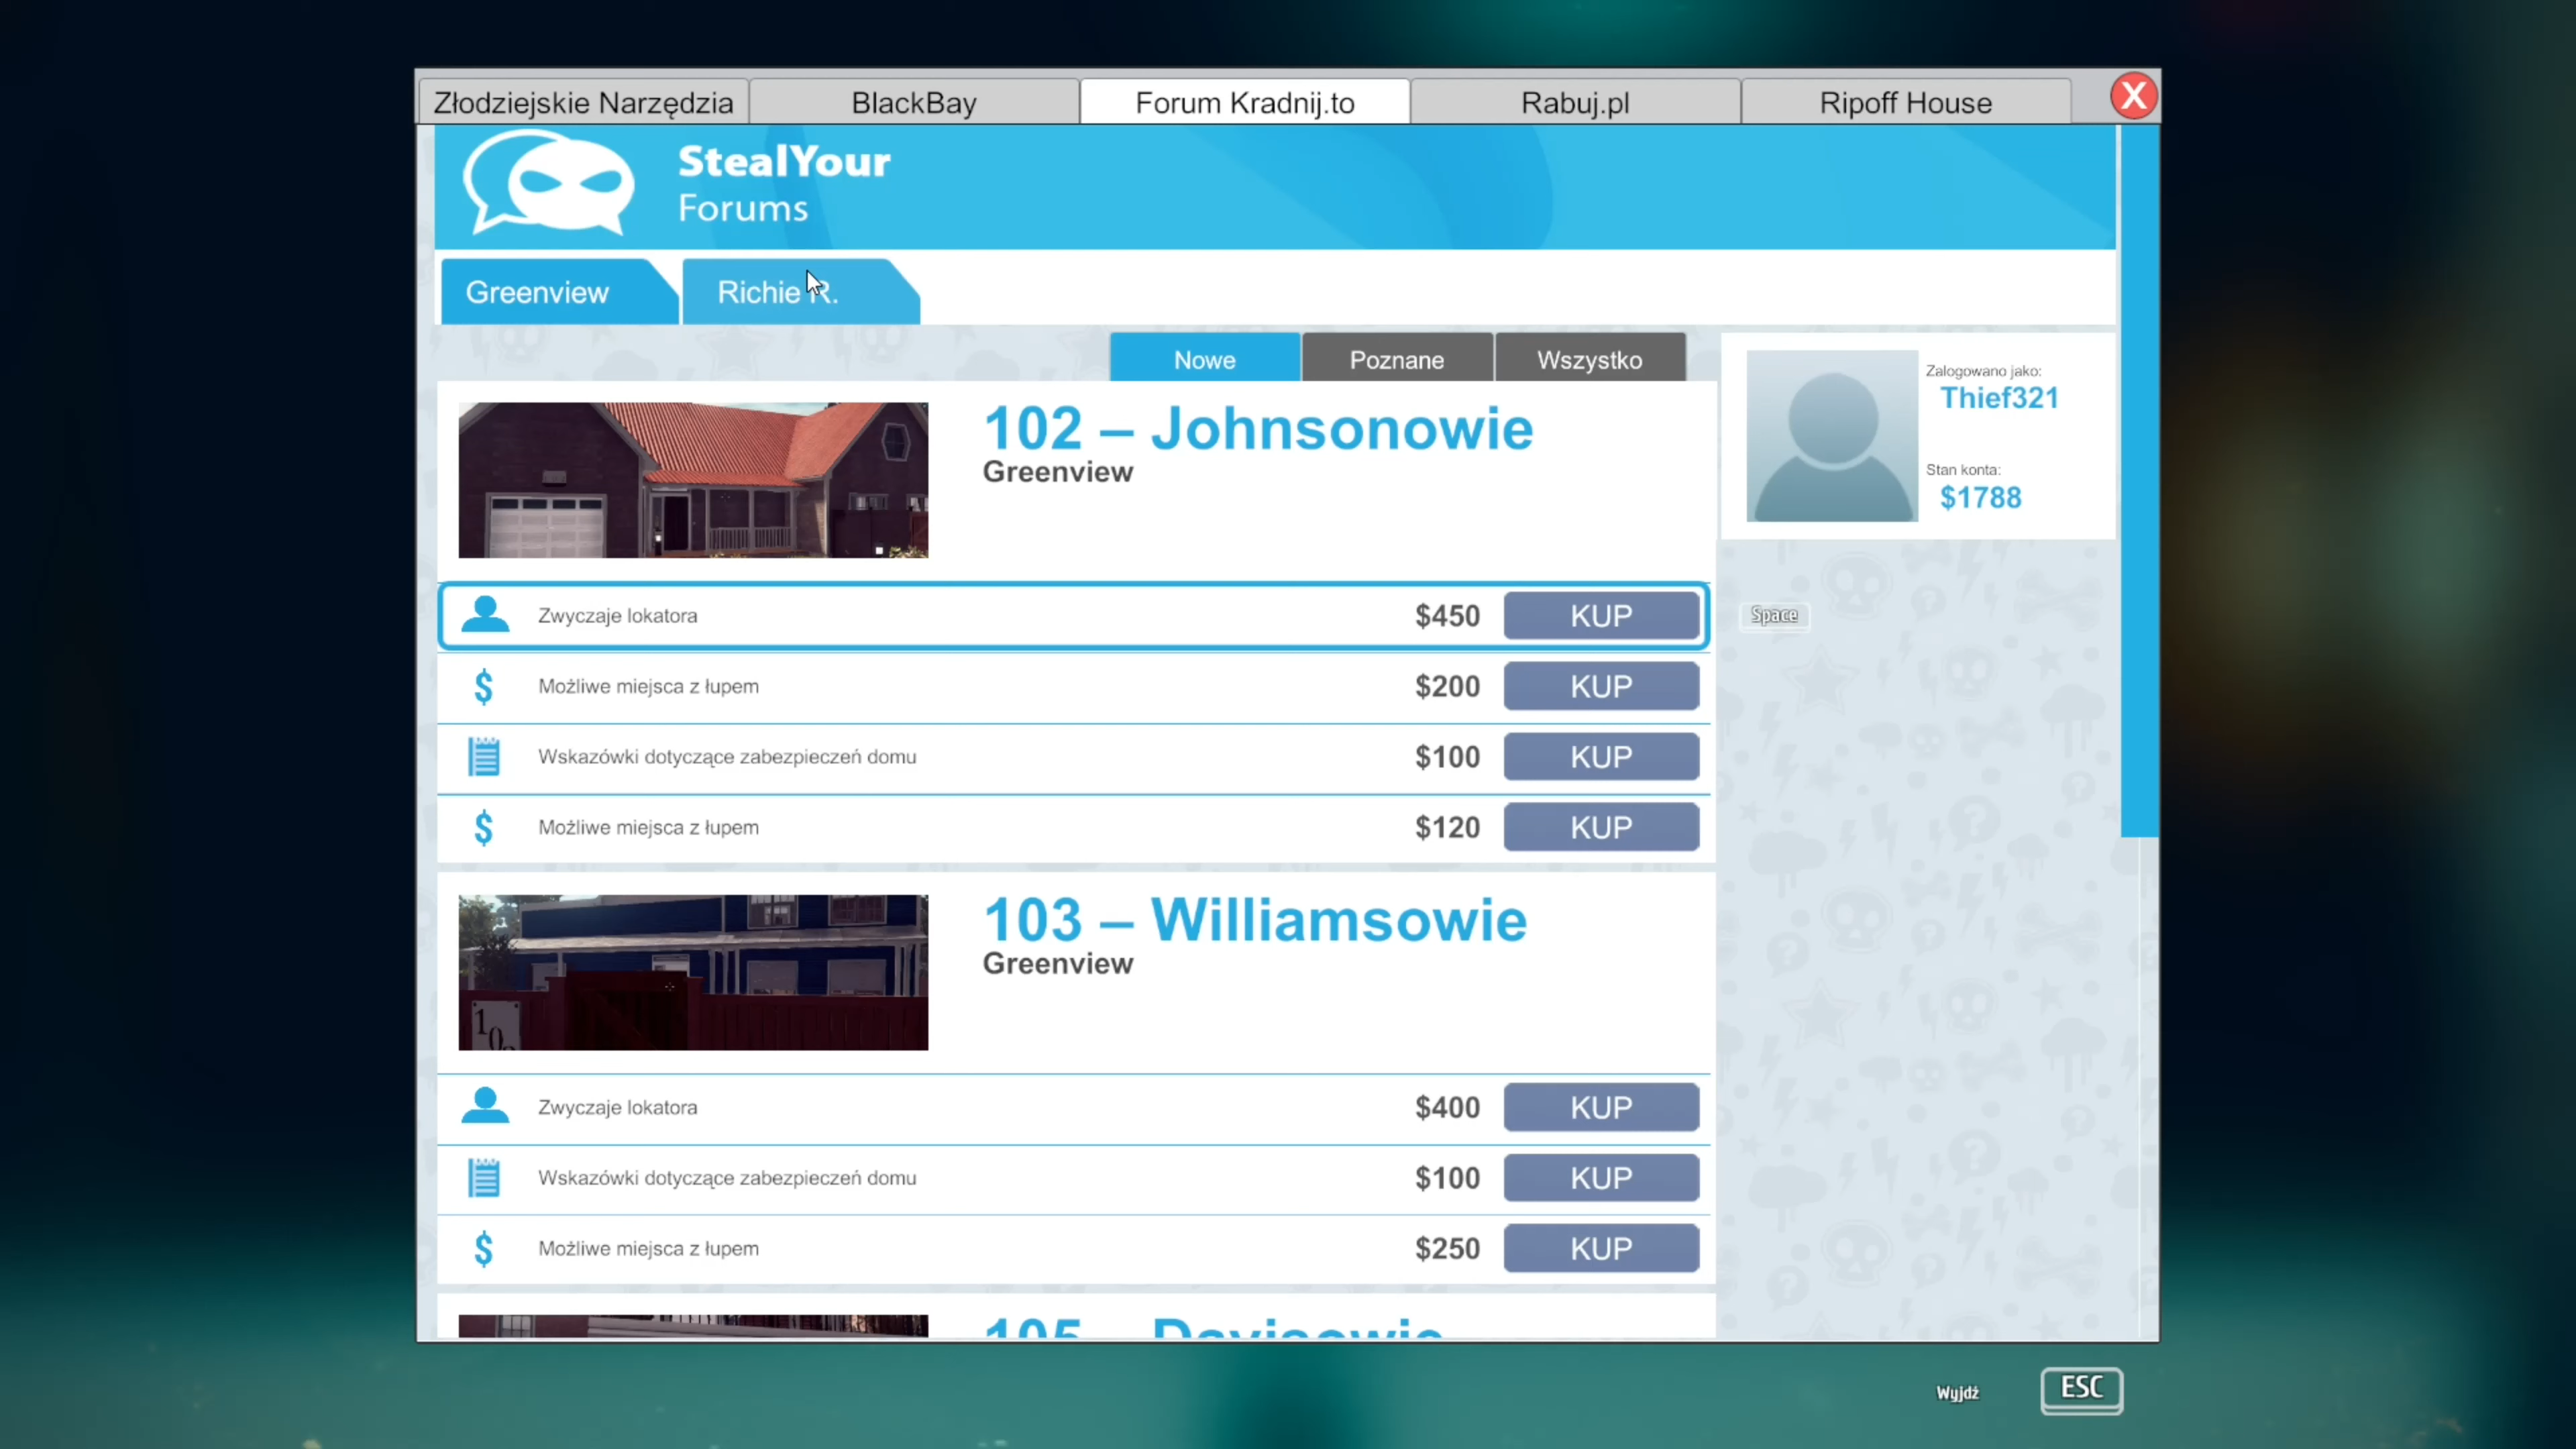 Złodziejskie Narzędzia
BlackBay
Forum Kradnij.to
Rabuj.pl
Ripoff House
X
StealYour
Forums
Greenview
Richie R.
Nowe
Poznane
Wszystko
Zalogowano jako:
Thief321
Stan konta:
$1788
102 – Johnsonowie
Greenview
Zwyczaje lokatora $450 KUP
Space
Możliwe miejsca z łupem $200 KUP
Wskazówki dotyczące zabezpieczeń domu $100 KUP
Możliwe miejsca z łupem $120 KUP
103 – Williamsowie
Greenview
Zwyczaje lokatora $400 KUP
Wskazówki dotyczące zabezpieczeń domu $100 KUP
Możliwe miejsca z łupem $250 KUP
105 – Davisowie
Wyjdź
ESC